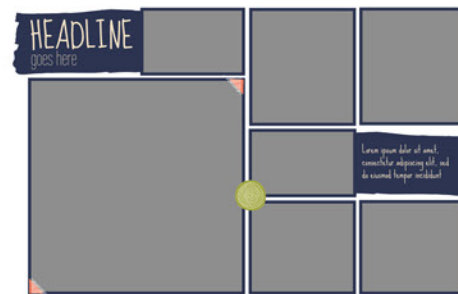 HEADLINE
goes here
Lorem ipsum dolor sit amet,
consectetur adipiscing elit, sed
do eiusmod tempor incididunt